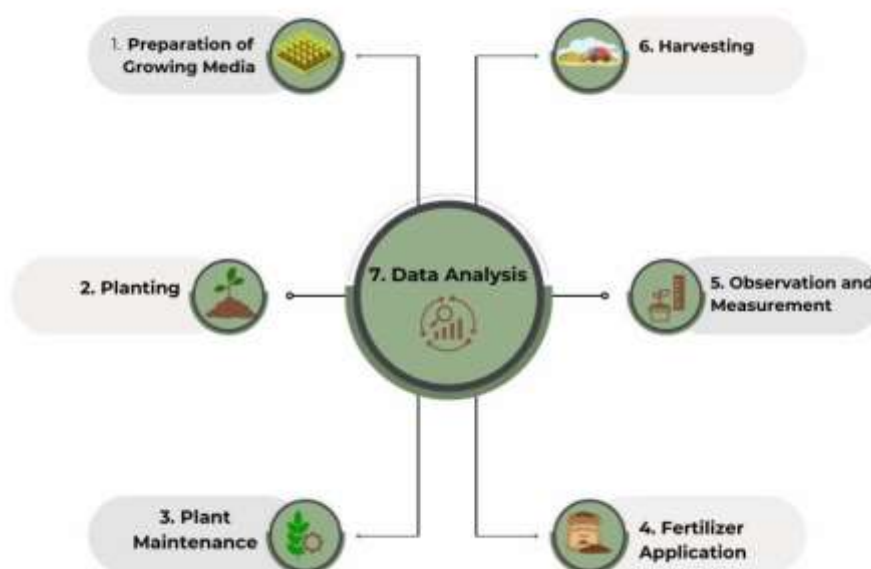 1. Preparation of
Growing Media
2. Planting
3. Plant
Maintenance
4. Fertilizer
Application
5. Observation and
Measurement
6. Harvesting
7. Data Analysis